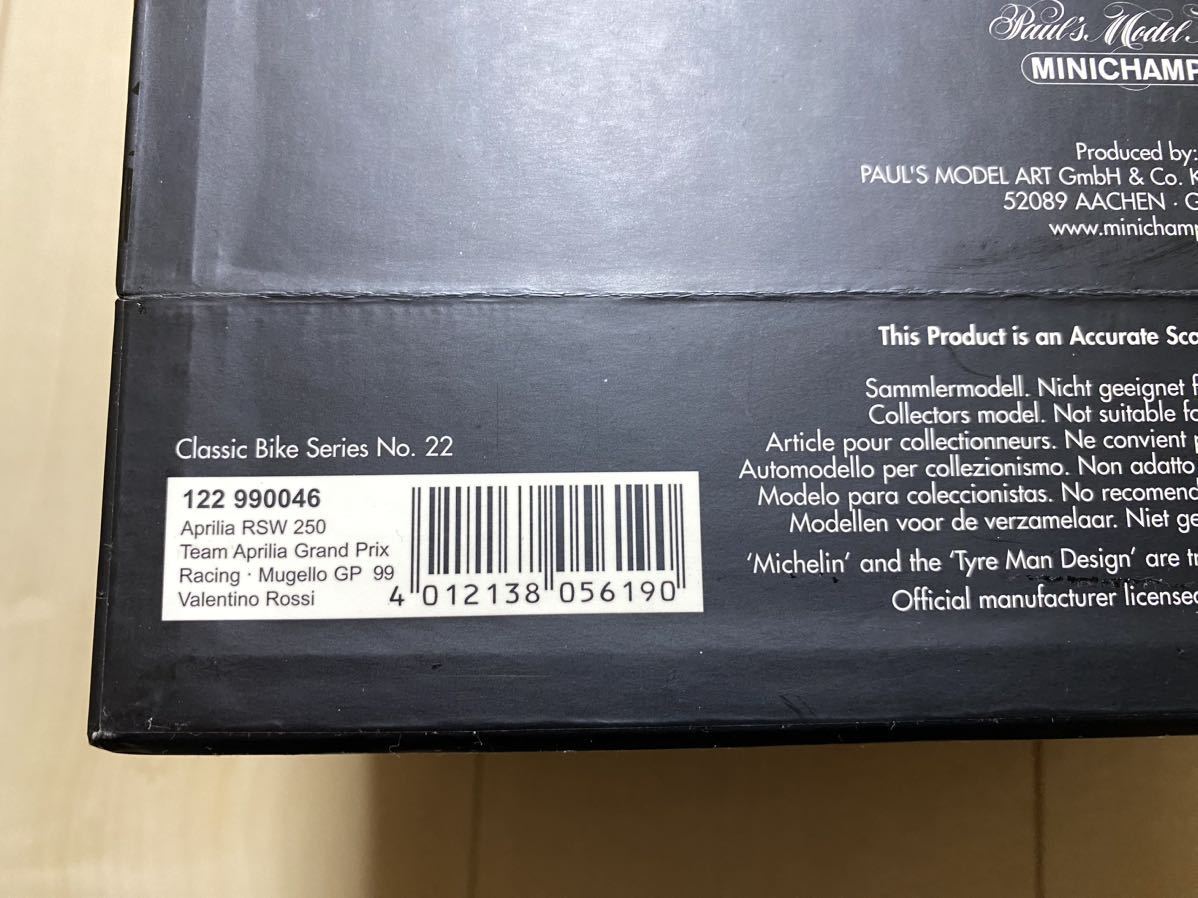 Paul's Model
MINICHAMP
Produced by:
PAUL'S MODEL ART GmbH & Co. K
52089 AACHEN · G
www.minichamp
This Product is an Accurate Sca
Sammlermodell. Nicht geeignet f
Collectors model. Not suitable fo
Article pour collectionneurs. Ne convient p
Automodello per collezionismo. Non adatto
Modelo para coleccionistas. No recomend
Modellen voor de verzamelaar. Niet ge
'Michelin' and the 'Tyre Man Design' are tr
Official manufacturer licensed
Classic Bike Series No. 22
122 990046
Aprilia RSW 250
Team Aprilia Grand Prix
Racing · Mugello GP 99
Valentino Rossi
4 012138 056190